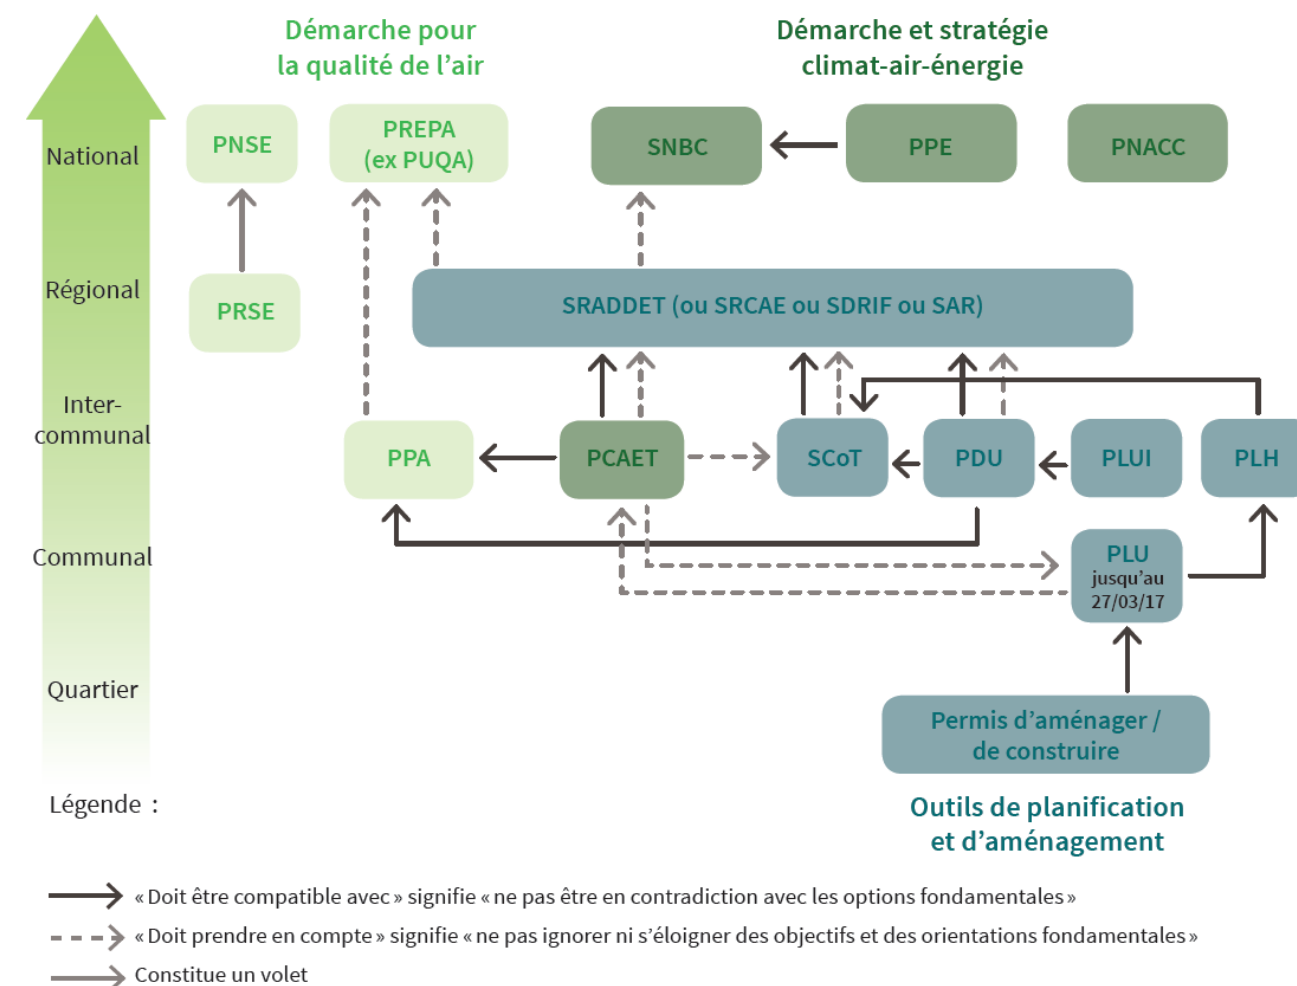 Démarche pour
la qualité de l’air
Démarche et stratégie
climat-air-énergie
National
PNSE
PREPA
(ex PUQA)
SNBC
PPE
PNACC
Régional
PRSE
SRADDET (ou SRCAE ou SDRIF ou SAR)
Inter-
communal
PPA
PCAET
SCoT
PDU
PLUI
PLH
Communal
PLU
jusqu’au
27/03/17
Quartier
Permis d’aménager /
de construire
Légende :
Outils de planification
et d’aménagement
« Doit être compatible avec » signifie « ne pas être en contradiction avec les options fondamentales »
« Doit prendre en compte » signifie « ne pas ignorer ni s’éloigner des objectifs et des orientations fondamentales »
Constitue un volet